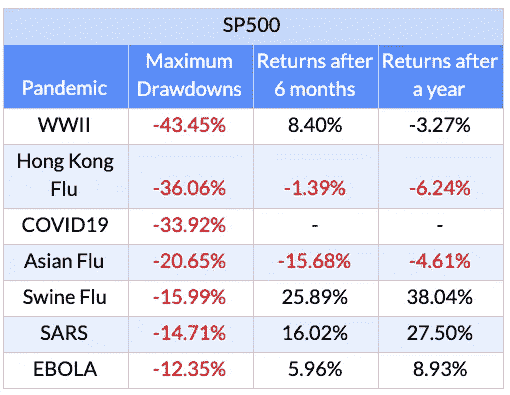 SP500
Pandemic Maximum Drawdowns Returns after 6 months Returns after a year
WWII -43.45% 8.40% -3.27%
Hong Kong Flu -36.06% -1.39% -6.24%
COVID19 -33.92% - -
Asian Flu -20.65% -15.68% -4.61%
Swine Flu -15.99% 25.89% 38.04%
SARS -14.71% 16.02% 27.50%
EBOLA -12.35% 5.96% 8.93%